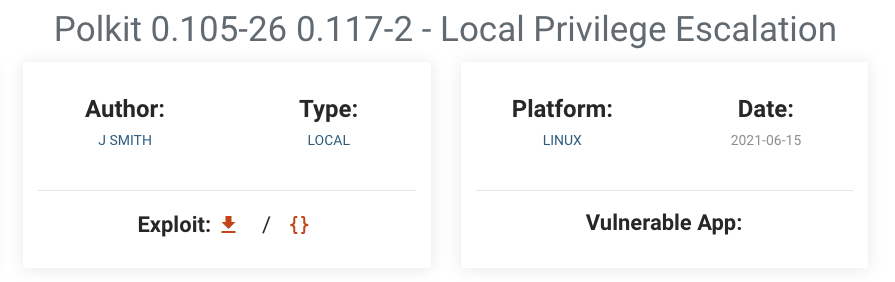 Polkit 0.105-26 0.117-2 - Local Privilege Escalation
Author:
J SMITH
Type:
LOCAL
Platform:
LINUX
Date:
2021-06-15
Exploit: / {}
Vulnerable App: